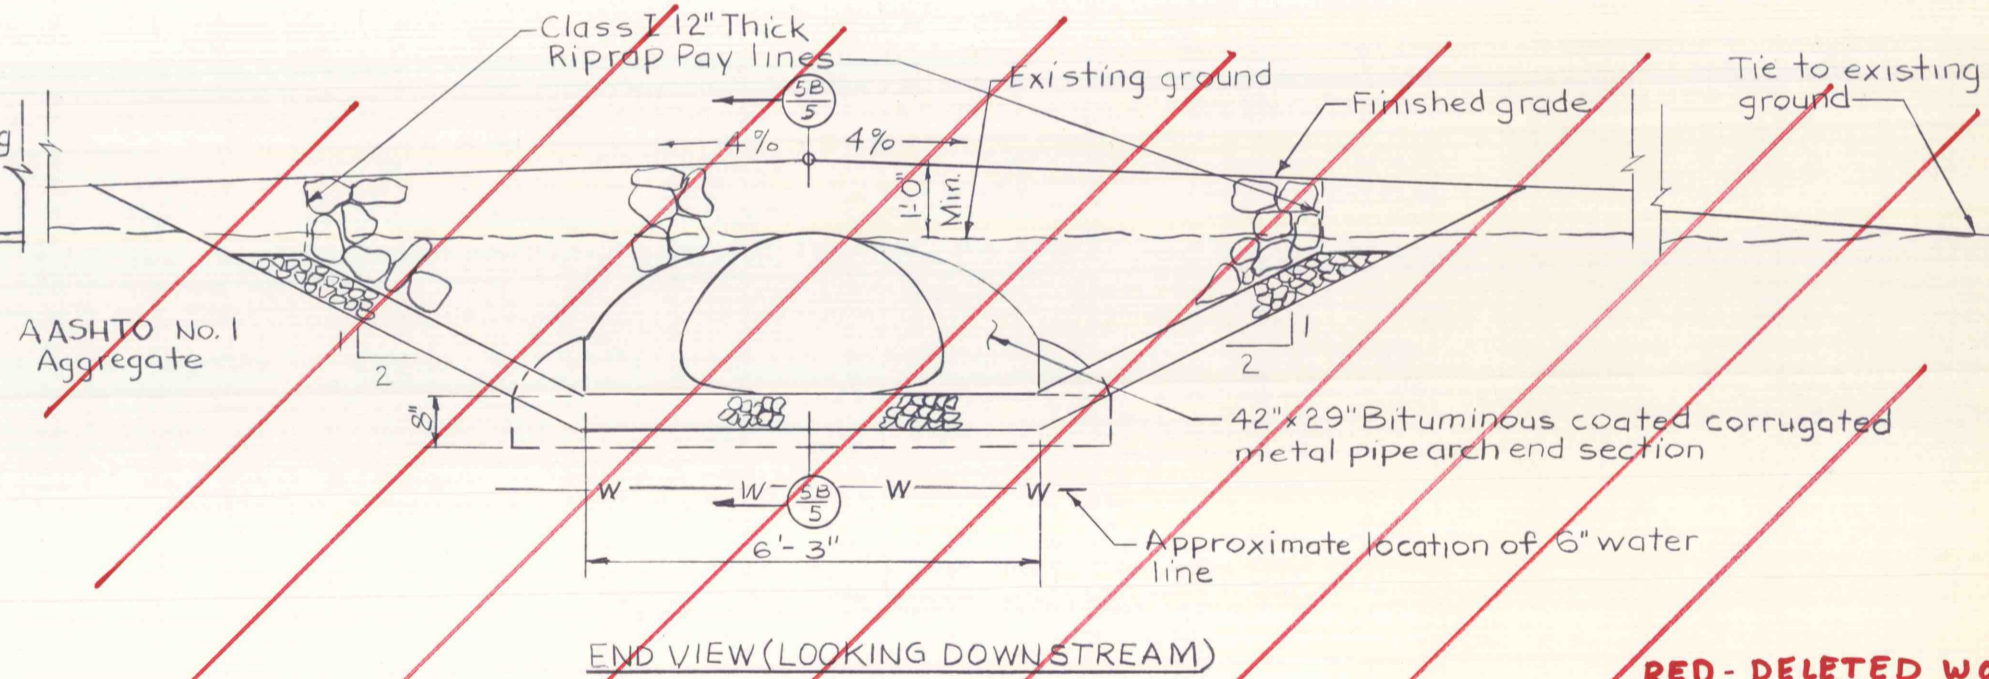 Class I 12" Thick
Riprap Pay lines
5B
5
Existing ground
Finished grade
Tie to existing
ground
4% 4%
1'-0"
Min.
AASHTO No. 1
Aggregate
1
2
1
2
8"
42" x 29" Bituminous coated corrugated
metal pipe arch end section
W W W W
5B
5
6'-3"
Approximate location of 6" water
line
END VIEW (LOOKING DOWNSTREAM)
RED - DELETED